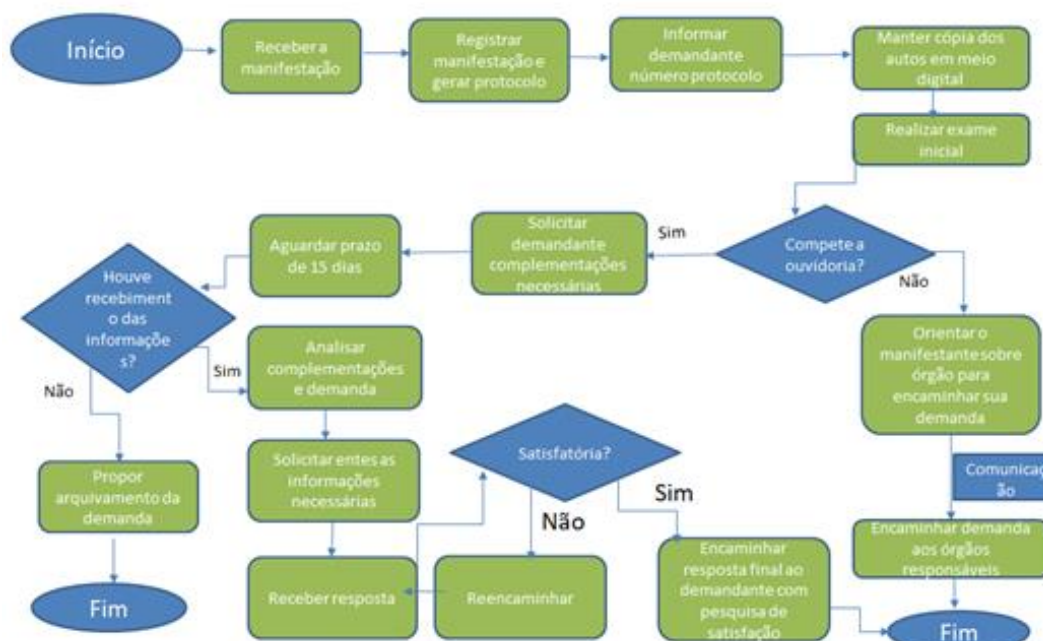 Início
Receber a
manifestação
Registrar
manifestação e
gerar protocolo
Informar
demandante
número protocolo
Manter cópia dos
autos em meio
digital
Realizar exame
inicial
Compete a
ouvidoria?
Sim
Não
Solicitar
demandante
complementações
necessárias
Aguardar prazo
de 15 dias
Houve
recebiment
o das
informaçõe
s?
Não
Sim
Propor
arquivamento da
demanda
Fim
Analisar
complementações
e demanda
Solicitar entes as
informações
necessárias
Receber resposta
Satisfatória?
Não
Sim
Reencaminhar
Encaminhar
resposta final ao
demandante com
pesquisa de
satisfação
Orientar o
manifestante sobre
órgão para
encaminhar sua
demanda
Comunicaç
ão
Encaminhar demanda
aos órgãos
responsáveis
Fim